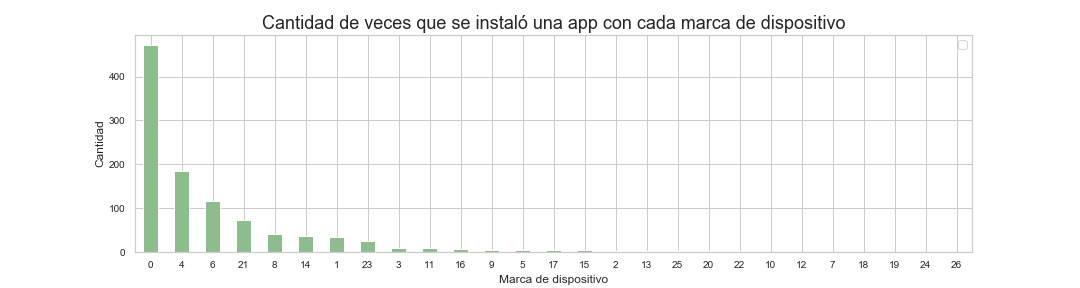 Cantidad de veces que se instaló una app con cada marca de dispositivo
Cantidad
400
300
200
100
0
0 4 6 21 8 14 1 23 3 11 16 9 5 17 15 2 13 25 20 22 10 12 7 18 19 24 26
Marca de dispositivo